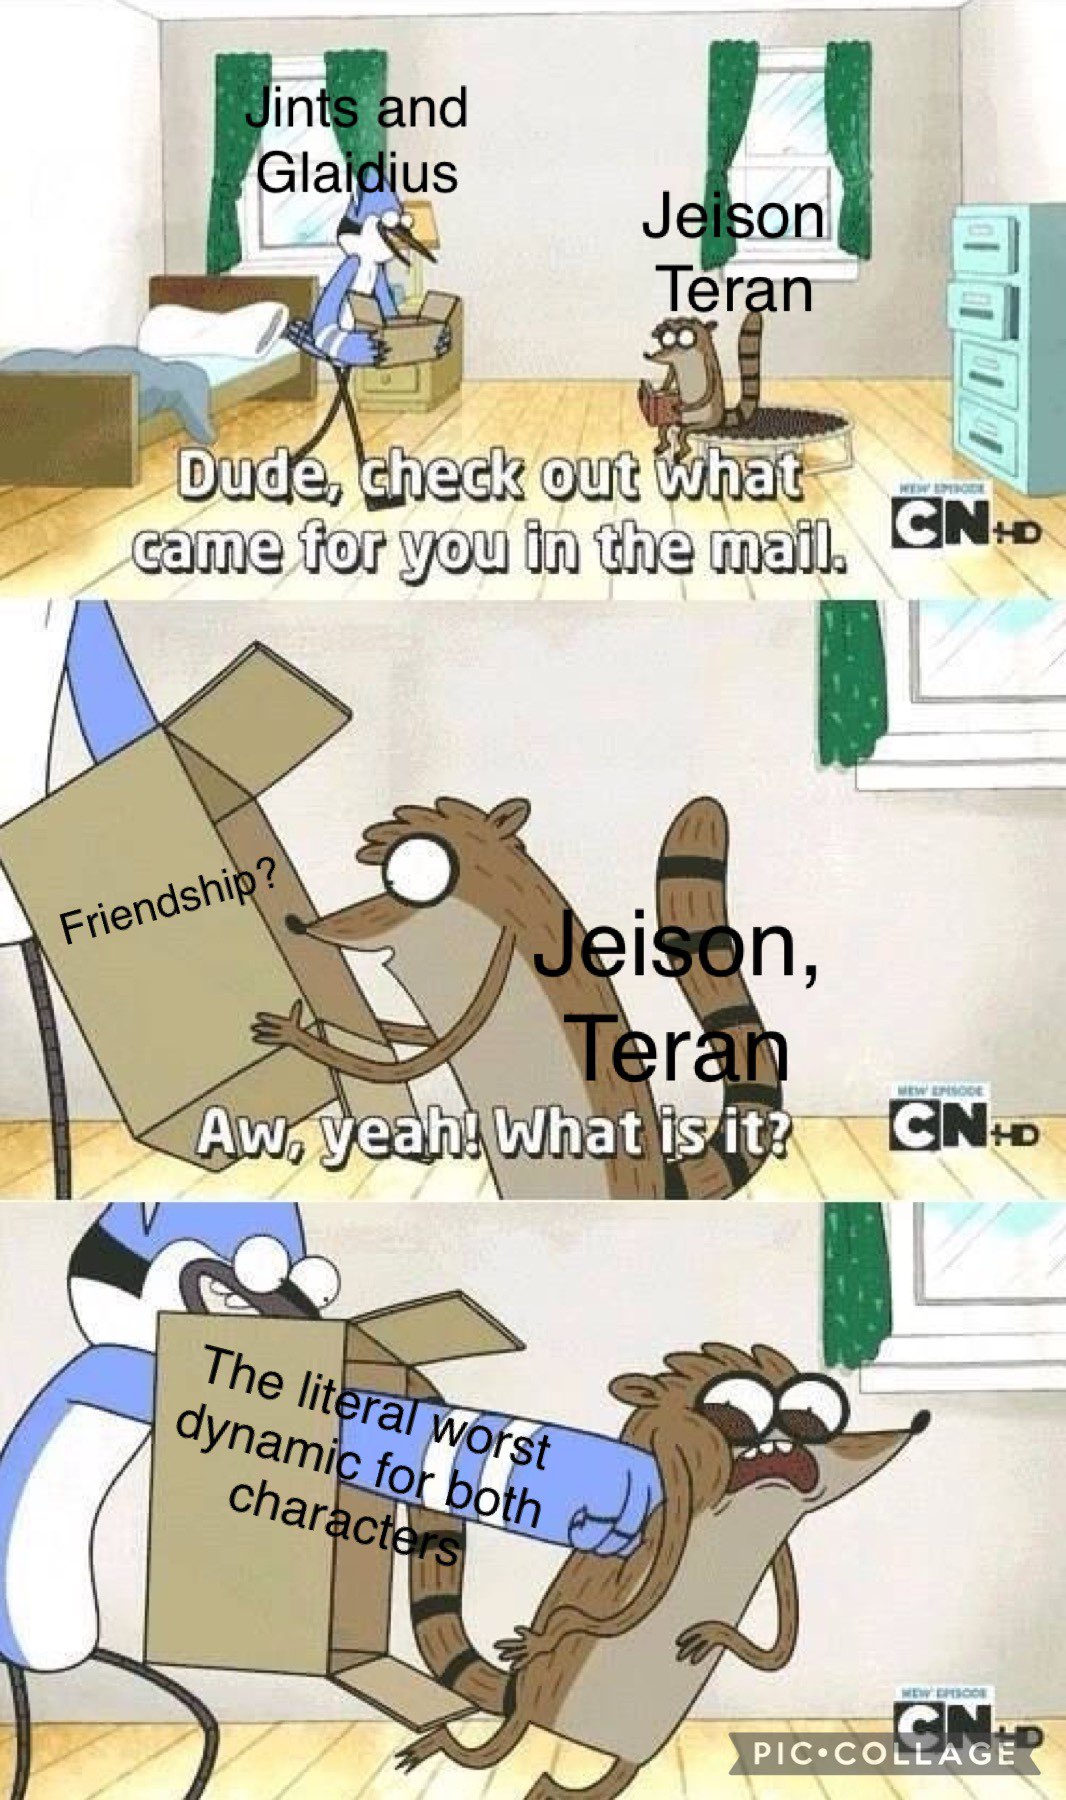 Jints and
Glaidius
Jeison
Teran
Dude, check out what
came for you in the mail.
NEW EPISODE
CN HD
Friendship?
Jeison,
Teran
Aw, yeah! What is it?
NEW EPISODE
CN HD
The literal worst
dynamic for both
characters
NEW EPISODE
CN HD
PIC•COLLAGE